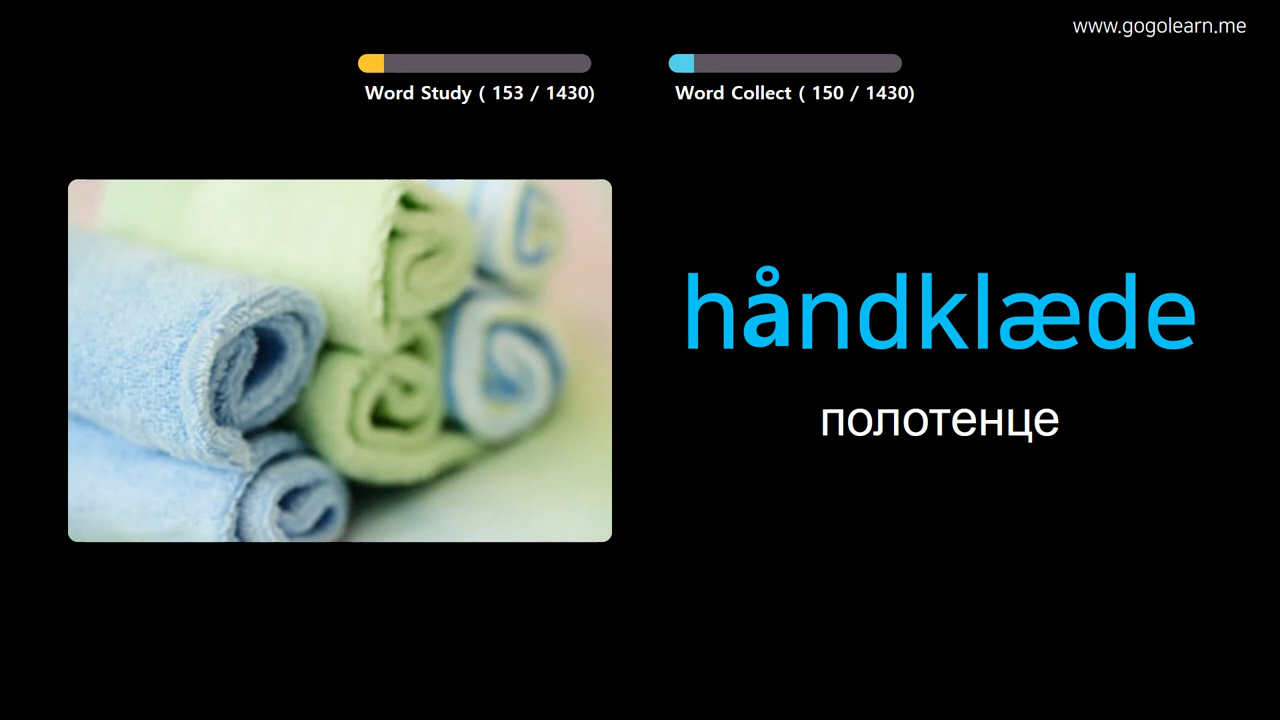 www.gogolearn.me
Word Study ( 153 / 1430)
Word Collect ( 150 / 1430)
håndklæde
полотенце